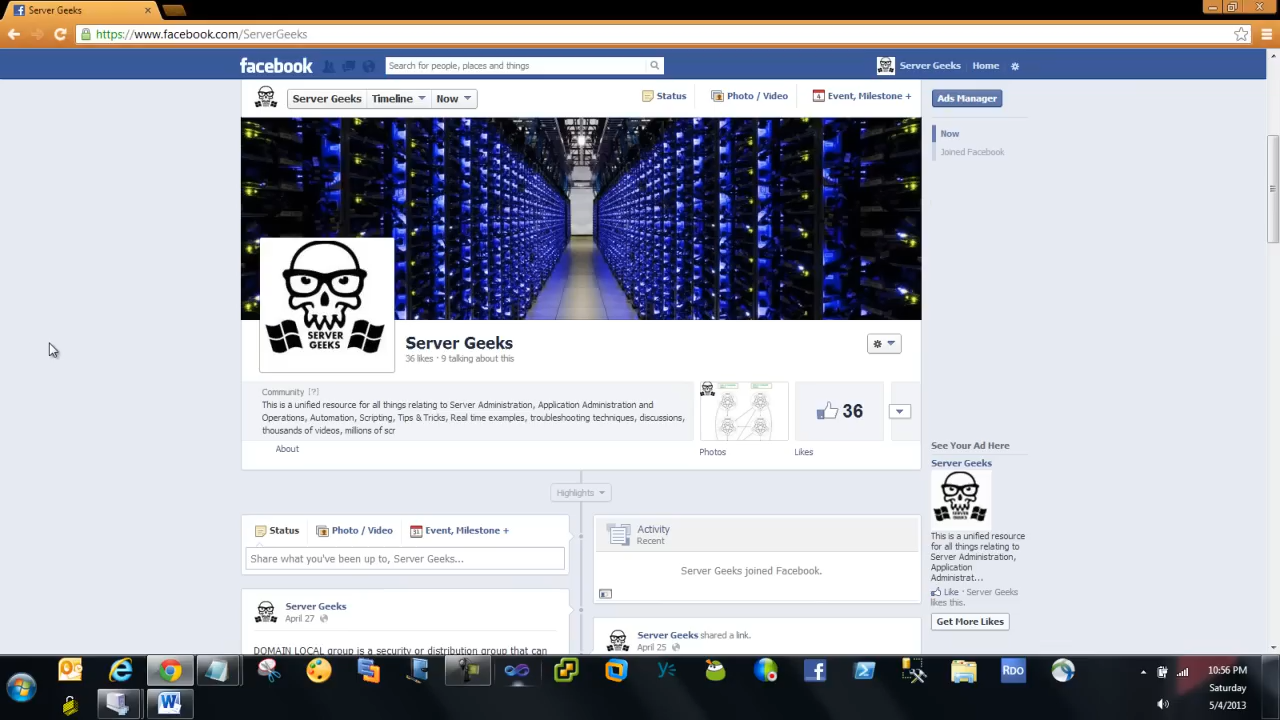 Server Geeks
https://www.facebook.com/ServerGeeks
facebook
Search for people, places and things
Server Geeks
Home
Server Geeks
Timeline
Now
Status
Photo / Video
Event, Milestone +
Ads Manager
Now
Joined Facebook
SERVER
GEEKS
Server Geeks
36 likes · 9 talking about this
Community [?]
This is a unified resource for all things relating to Server Administration, Application Administration and
Operations, Automation, Scripting, Tips & Tricks, Real time examples, troubleshooting techniques, discussions,
thousands of videos, millions of scr
About
Photos
36
Likes
Highlights
Status
Photo / Video
Event, Milestone +
Share what you've been up to, Server Geeks...
Activity
Recent
Server Geeks joined Facebook.
Server Geeks
April 27
DOMAIN LOCAL group is a security or distribution group that can
Server Geeks shared a link.
April 25
See Your Ad Here
Server Geeks
This is a unified resource
for all things relating to
Server Administration,
Application
Administrat...
Like · Server Geeks
likes this.
Get More Likes
RDO
10:56 PM
Saturday
5/4/2013